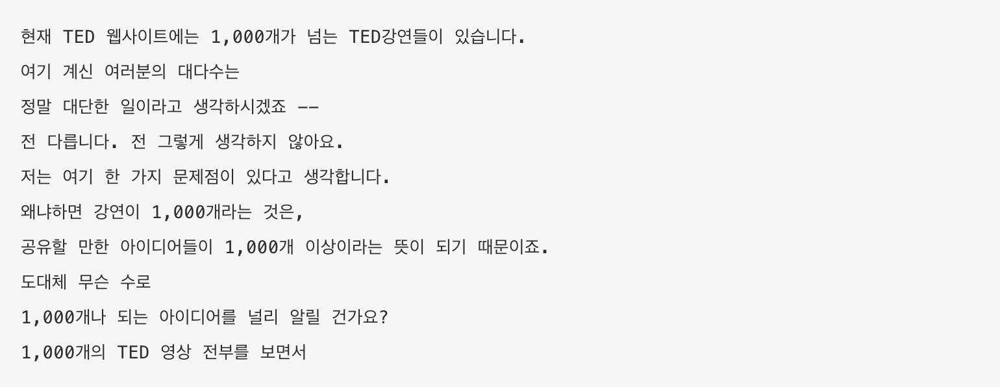 현재 TED 웹사이트에는 1,000개가 넘는 TED강연들이 있습니다.
여기 계신 여러분의 대다수는
정말 대단한 일이라고 생각하시겠죠 --
전 다릅니다. 전 그렇게 생각하지 않아요.
저는 여기 한 가지 문제점이 있다고 생각합니다.
왜냐하면 강연이 1,000개라는 것은,
공유할 만한 아이디어들이 1,000개 이상이라는 뜻이 되기 때문이죠.
도대체 무슨 수로
1,000개나 되는 아이디어를 널리 알릴 건가요?
1,000개의 TED 영상 전부를 보면서